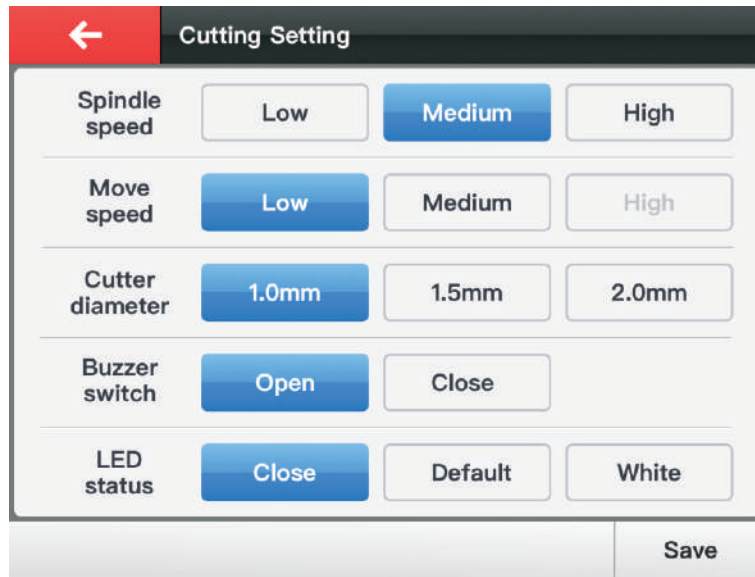 Cutting Setting
Spindle
speed
Low
Medium
High
Move
speed
Low
Medium
High
Cutter
diameter
1.0mm
1.5mm
2.0mm
Buzzer
switch
Open
Close
LED
status
Close
Default
White
Save